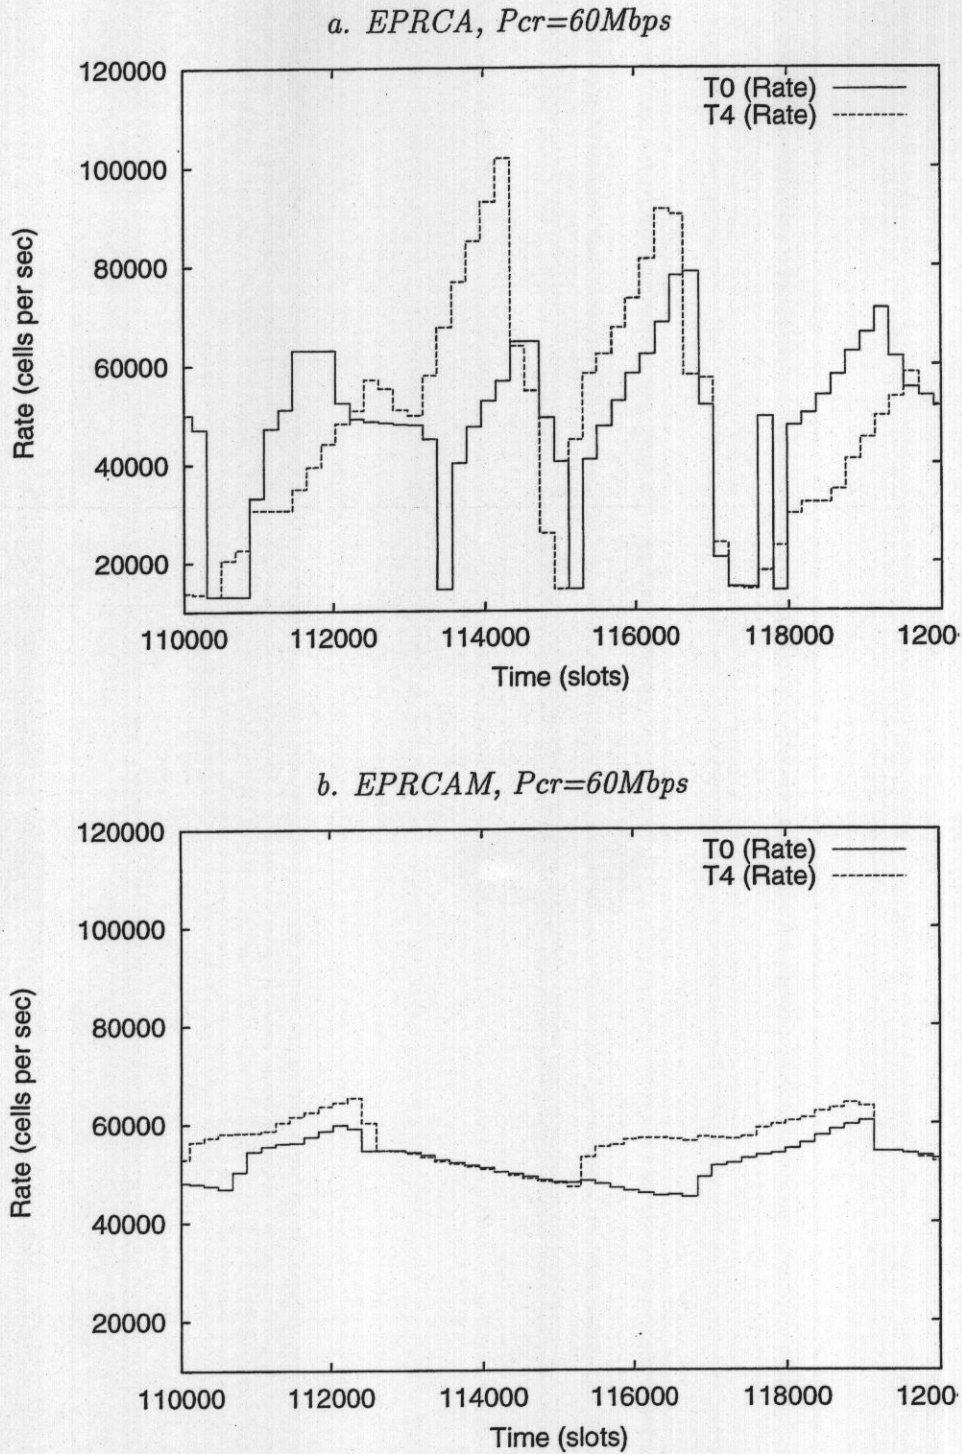 a. EPRCA, Pcr=60Mbps
120000
100000
80000
60000
40000
20000
Rate (cells per sec)
T0 (Rate)
T4 (Rate)
110000 112000 114000 116000 118000 1200
Time (slots)
b. EPRCAM, Pcr=60Mbps
120000
100000
80000
60000
40000
20000
Rate (cells per sec)
T0 (Rate)
T4 (Rate)
110000 112000 114000 116000 118000 1200
Time (slots)